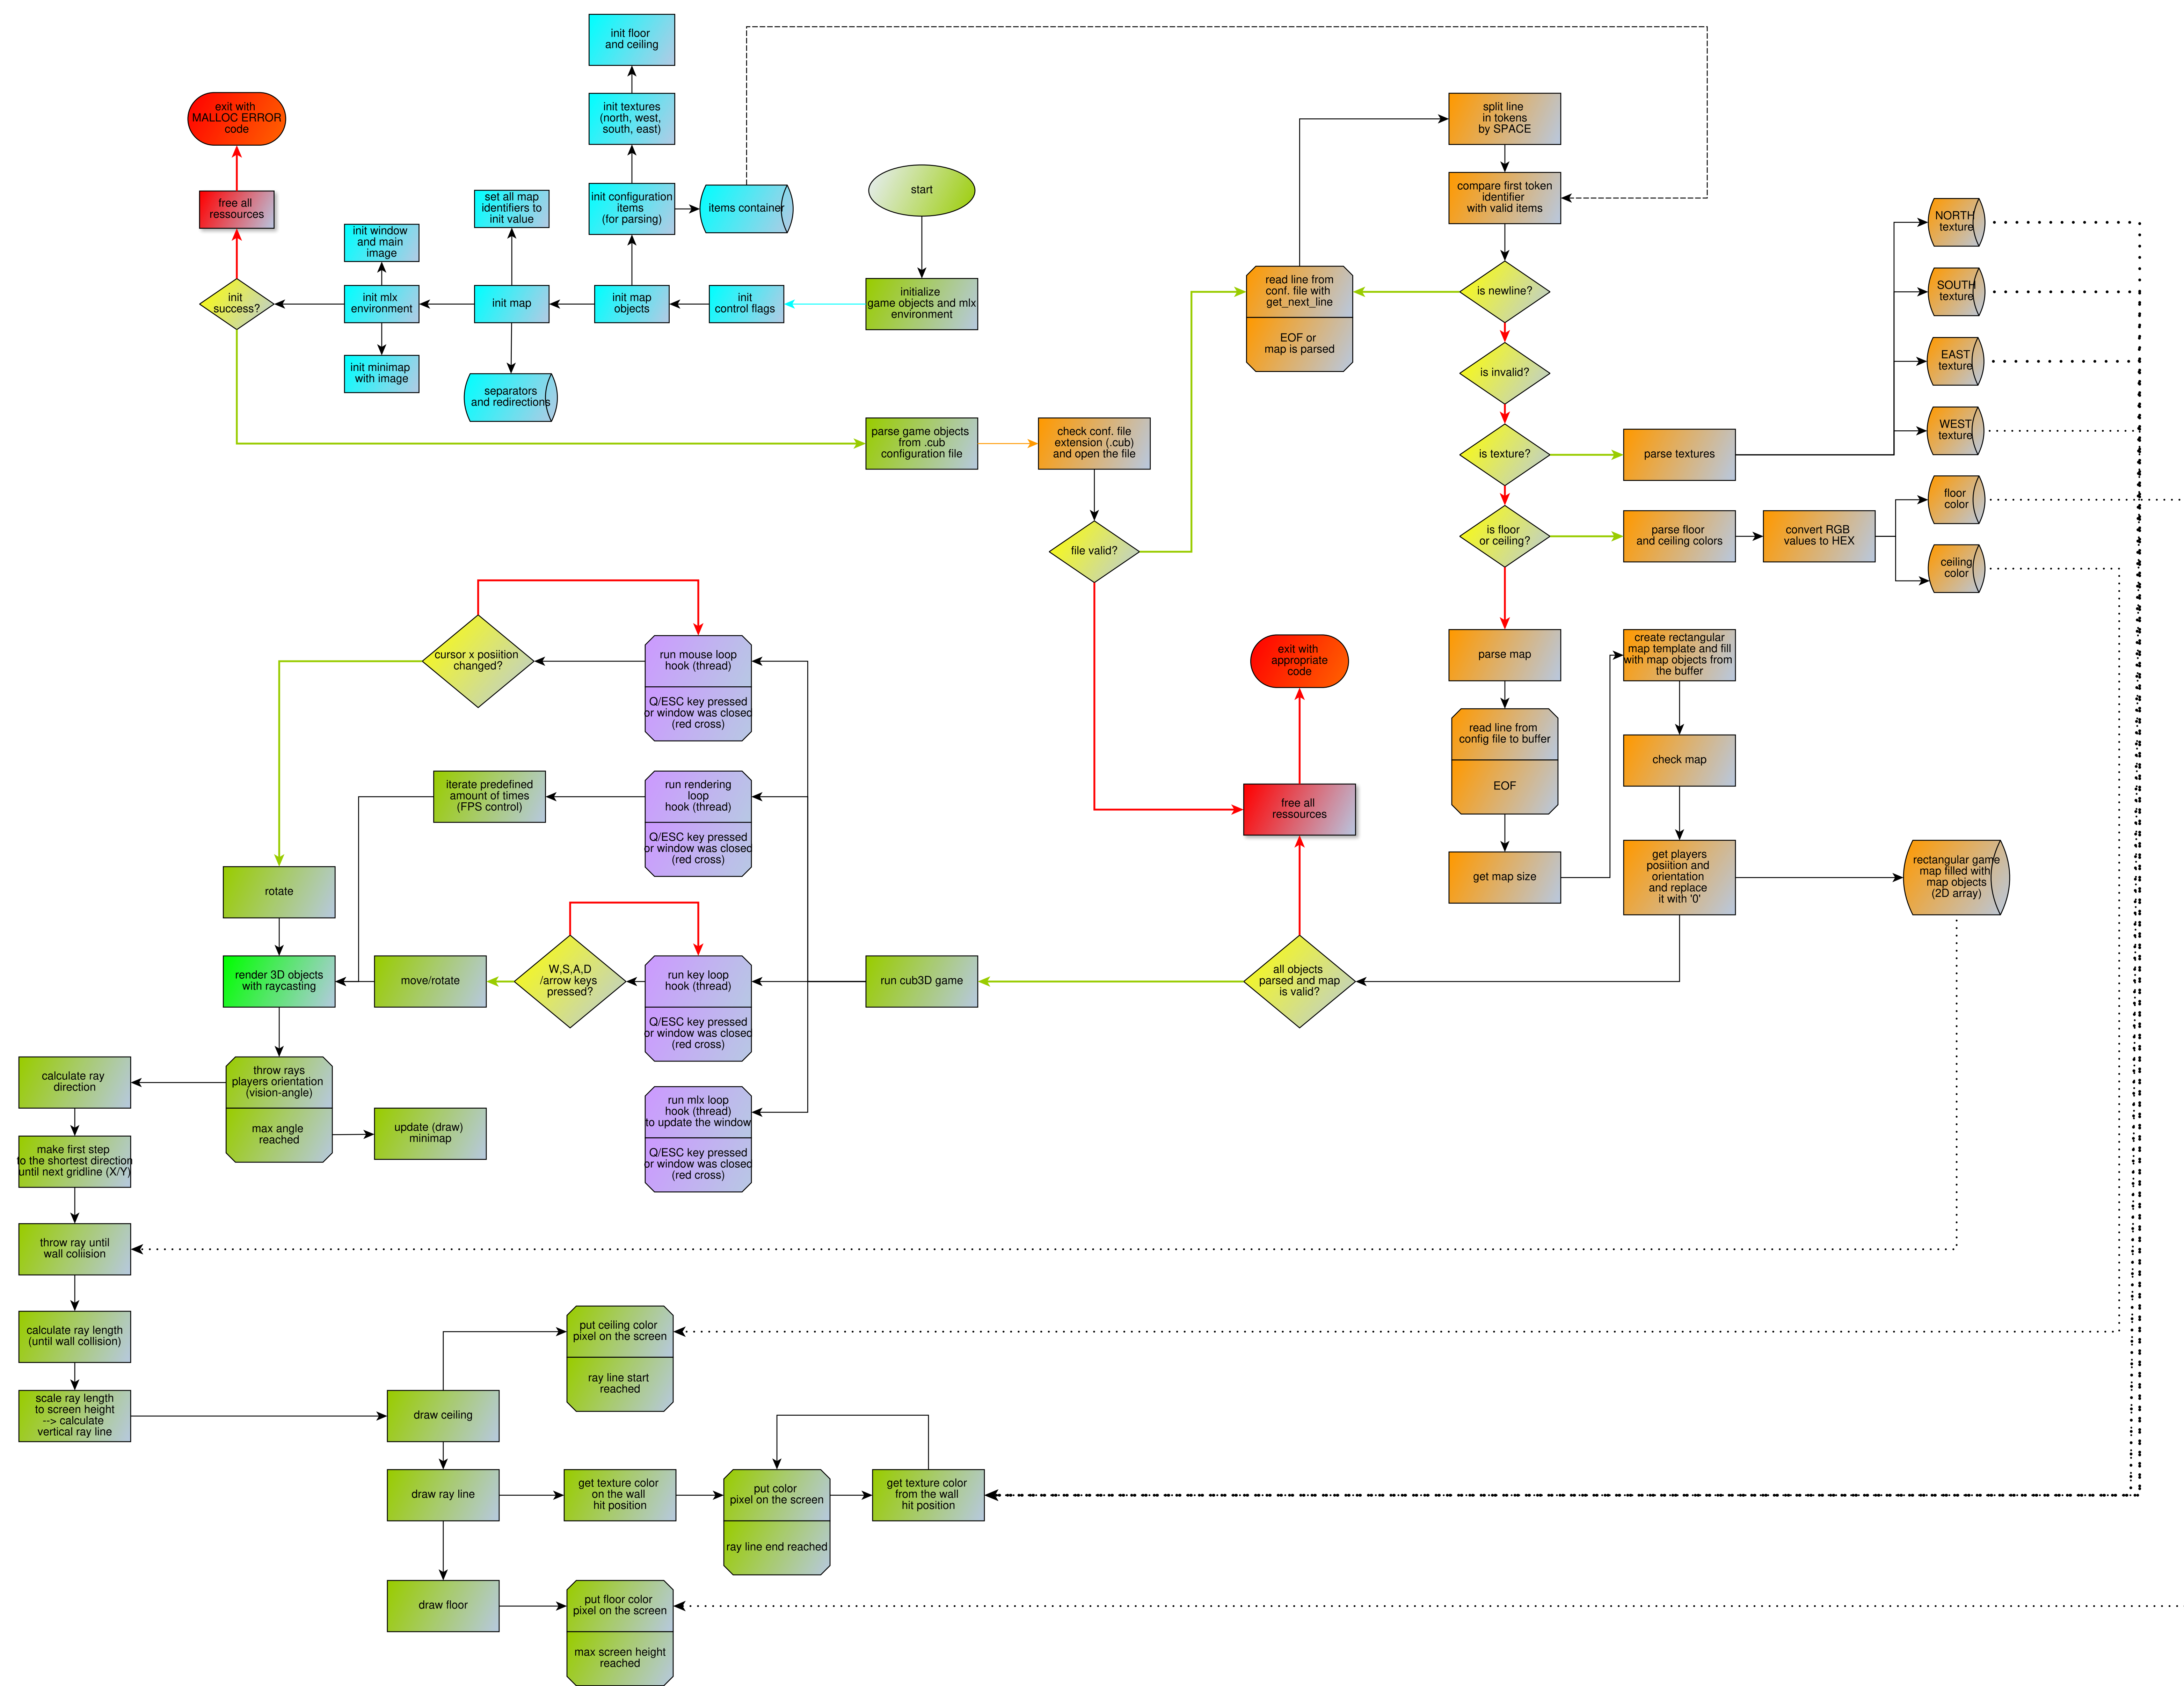 init floor
and ceiling
exit with
MALLOC ERROR
code
init textures
(north, west,
south, east)
split line
in tokens
by SPACE
free all
ressources
set all map
identifiers to
init value
init configuration
items
(for parsing)
items container
start
compare first token
identifier
with valid items
NORTH
texture
init window
and main
image
init
success?
init mlx
environment
init map
init map
objects
init
control flags
initialize
game objects and mlx
environment
read line from
conf. file with
get_next_line
EOF or
map is parsed
is newline?
SOUTH
texture
init minimap
with image
separators
and redirections
is invalid?
EAST
texture
parse game objects
from .cub
configuration file
check conf. file
extension (.cub)
and open the file
is texture?
parse textures
WEST
texture
file valid?
is floor
or ceiling?
parse floor
and ceiling colors
convert RGB
values to HEX
floor
color
ceiling
color
cursor x posiition
changed?
run mouse loop
hook (thread)
Q/ESC key pressed
or window was closed
(red cross)
exit with
appropriate
code
parse map
create rectangular
map template and fill
with map objects from
the buffer
read line from
config file to buffer
EOF
check map
iterate predefined
amount of times
(FPS control)
run rendering
loop
hook (thread)
Q/ESC key pressed
or window was closed
(red cross)
free all
ressources
rotate
get map size
get players
posiition and
orientation
and replace
it with '0'
rectangular game
map filled with
map objects
(2D array)
render 3D objects
with raycasting
move/rotate
W,S,A,D
/arrow keys
pressed?
run key loop
hook (thread)
Q/ESC key pressed
or window was closed
(red cross)
run cub3D game
all objects
parsed and map
is valid?
calculate ray
direction
throw rays
players orientation
(vision-angle)
max angle
reached
update (draw)
minimap
run mlx loop
hook (thread)
to update the window
Q/ESC key pressed
or window was closed
(red cross)
make first step
to the shortest direction
until next gridline (X/Y)
throw ray until
wall coliision
calculate ray length
(until wall collision)
put ceiling color
pixel on the screen
ray line start
reached
scale ray length
to screen height
--> calculate
vertical ray line
draw ceiling
draw ray line
get texture color
on the wall
hit position
put color
pixel on the screen
ray line end reached
get texture color
from the wall
hit position
draw floor
put floor color
pixel on the screen
max screen height
reached